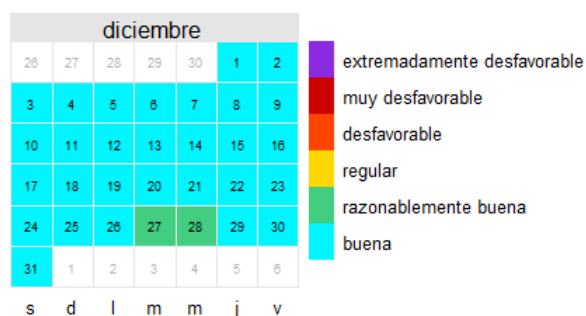 diciembre
26 27 28 29 30 1 2
3 4 5 6 7 8 9
10 11 12 13 14 15 16
17 18 19 20 21 22 23
24 25 26 27 28 29 30
31 1 2 3 4 5 6
s d l m m j v
extremadamente desfavorable
muy desfavorable
desfavorable
regular
razonablemente buena
buena